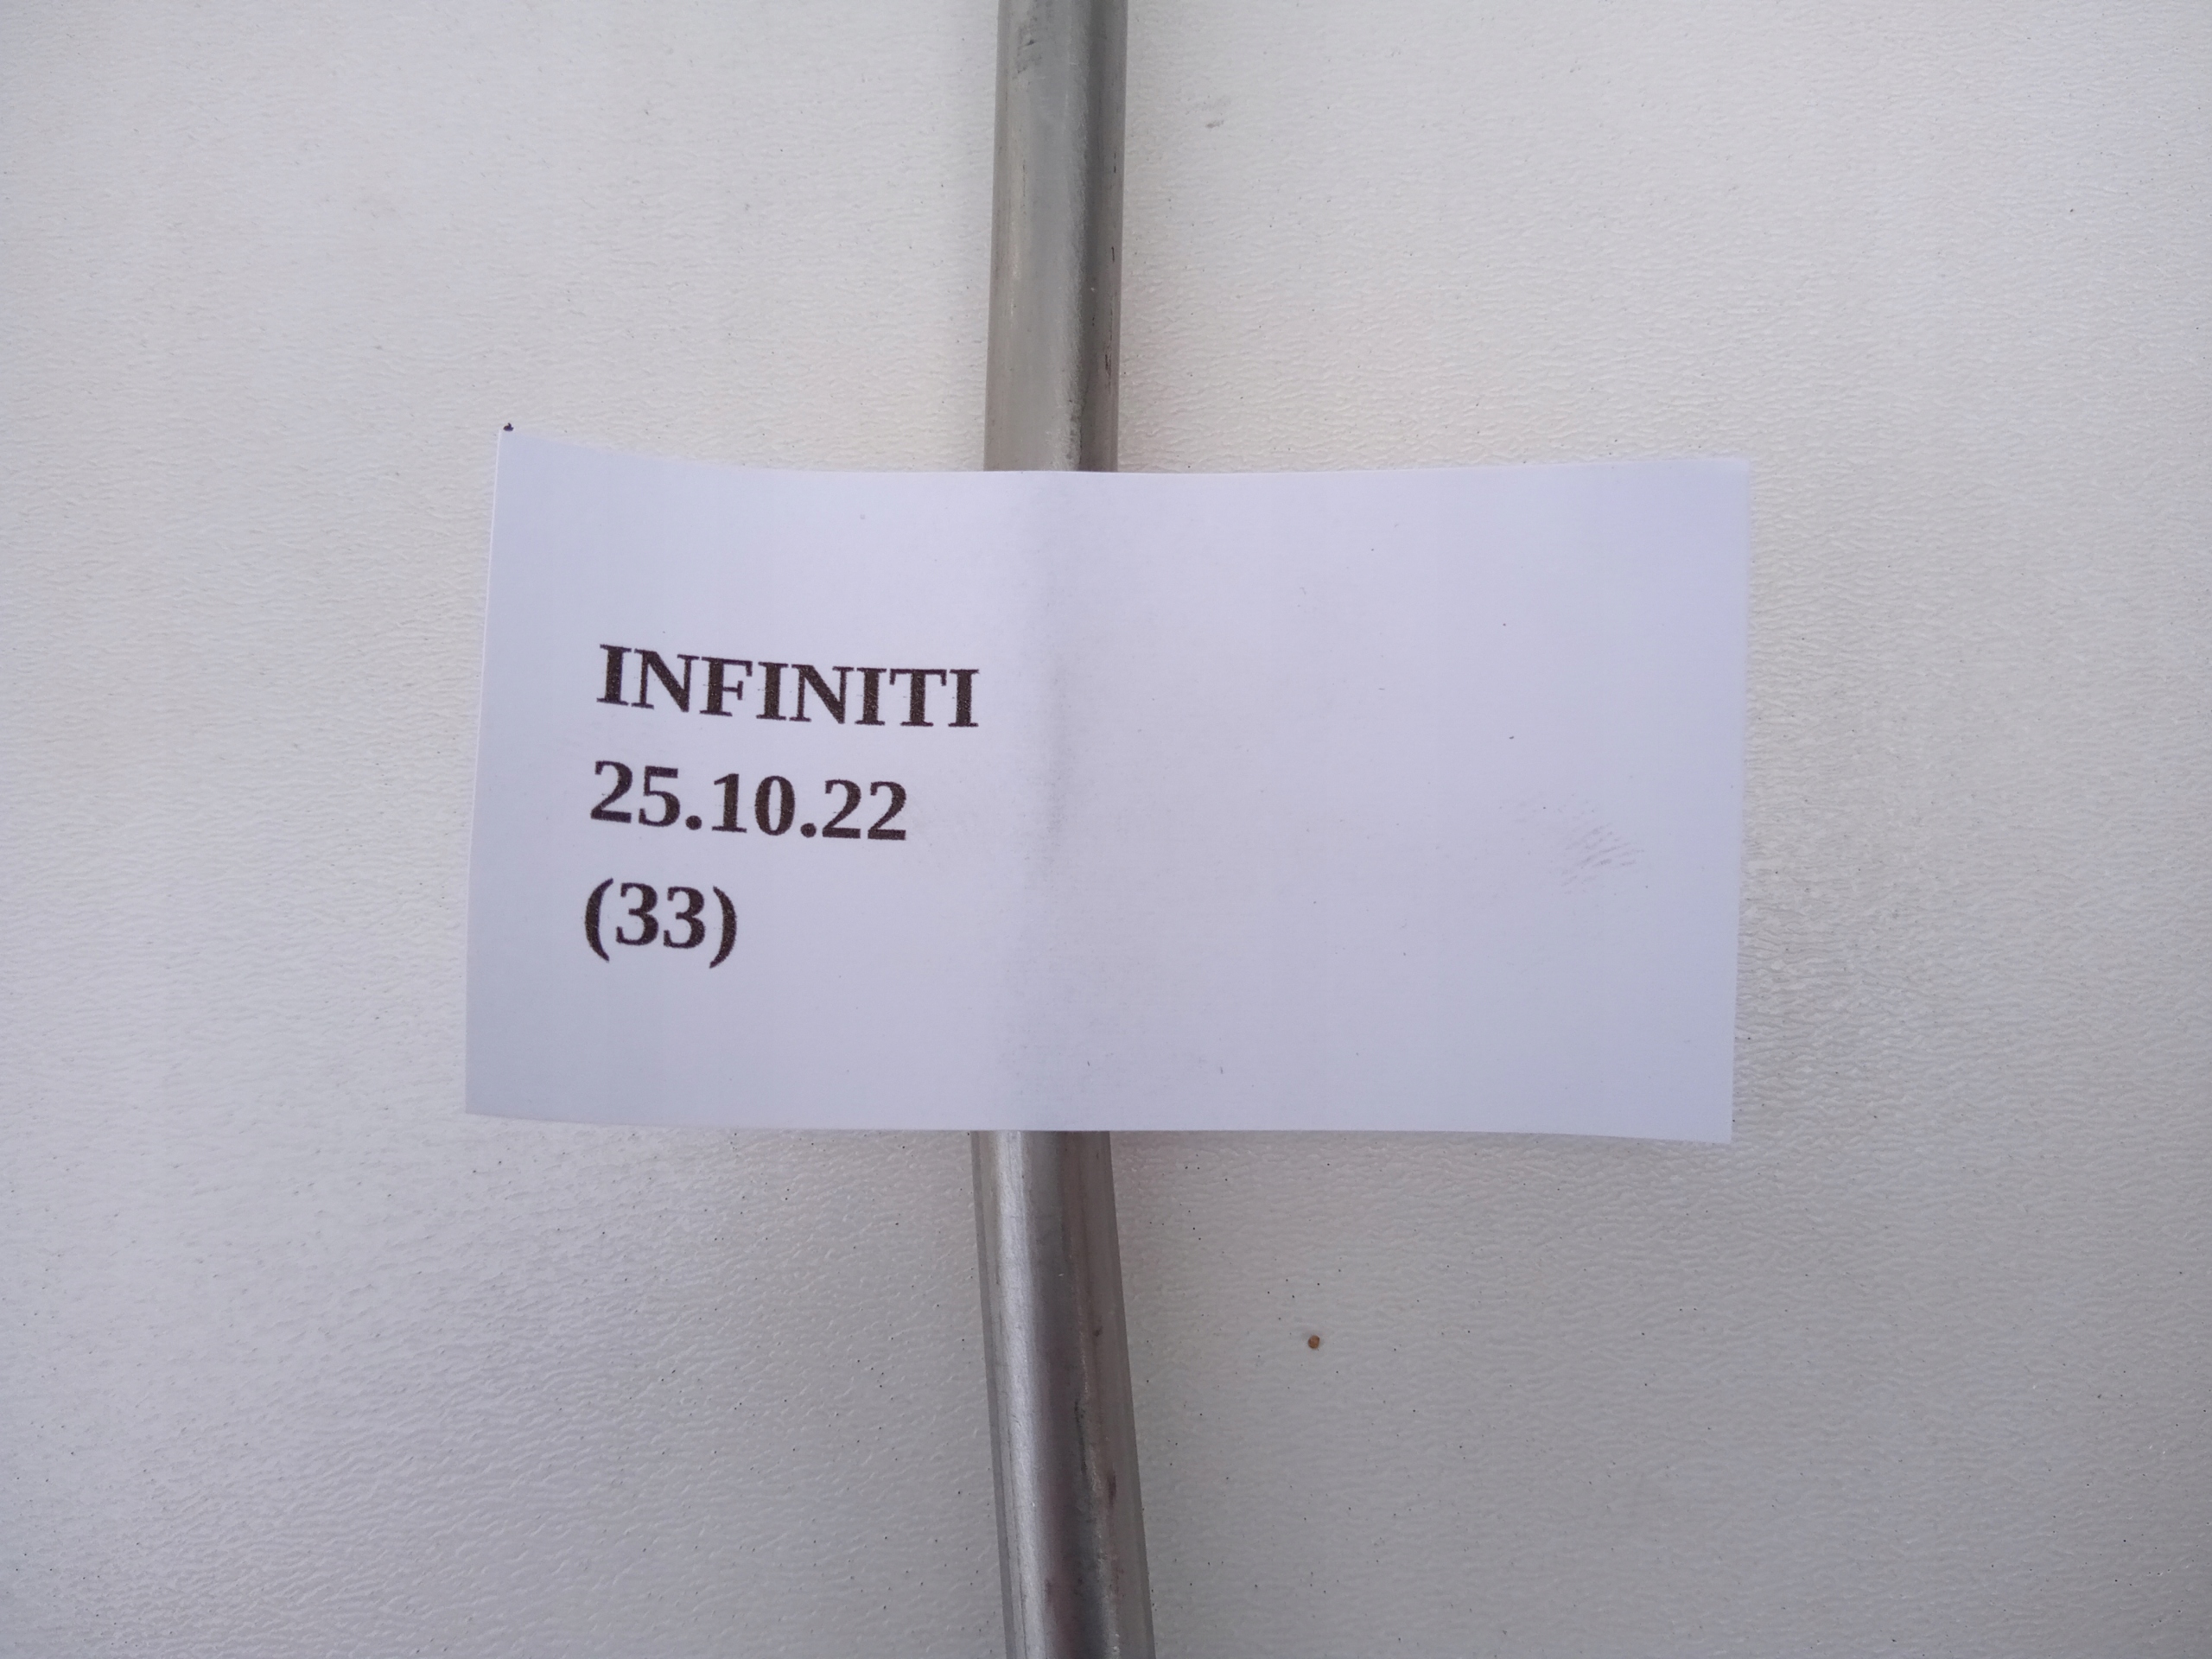 INFINITI
25.10.22
(33)